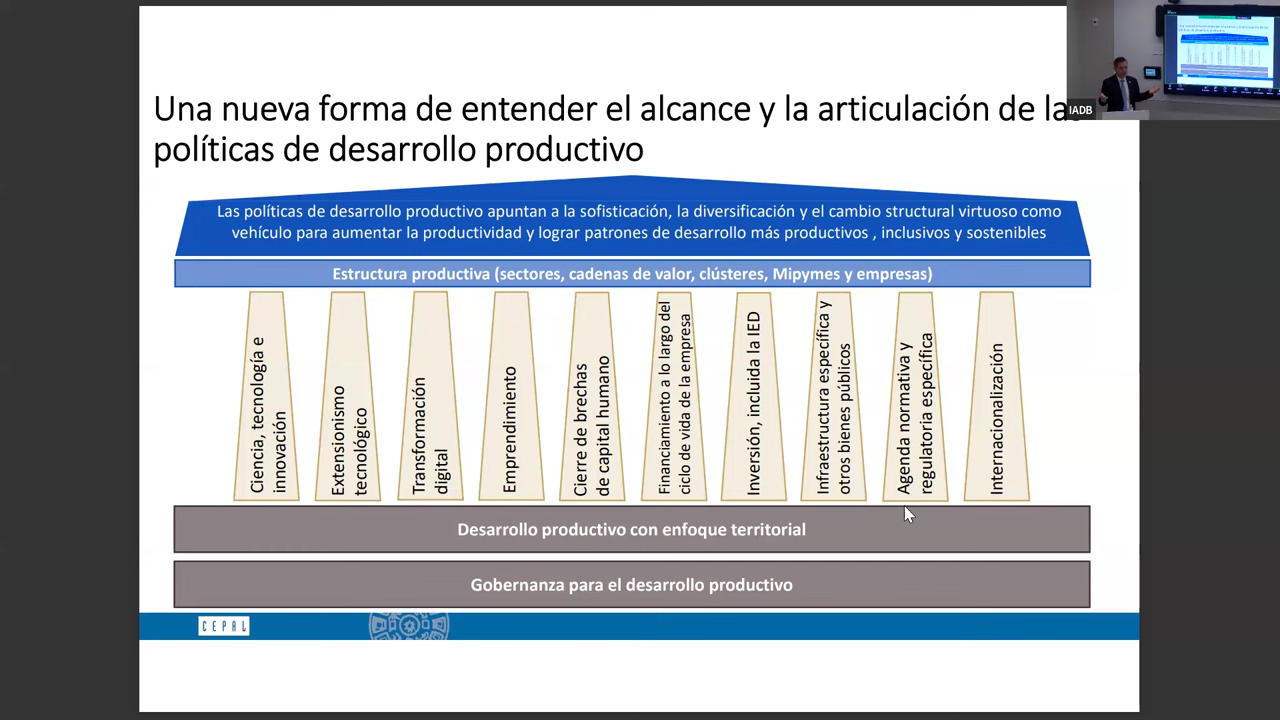 Una nueva forma de entender el alcance y la articulación de las
políticas de desarrollo productivo
IADB
Las políticas de desarrollo productivo apuntan a la sofisticación, la diversificación y el cambio structural virtuoso como
vehículo para aumentar la productividad y lograr patrones de desarrollo más productivos , inclusivos y sostenibles
Estructura productiva (sectores, cadenas de valor, clústeres, Mipymes y empresas)
Ciencia, tecnología e
innovación
Extensionismo
tecnológico
Transformación
digital
Emprendimiento
Cierre de brechas
de capital humano
Financiamiento a lo largo del
ciclo de vida de la empresa
Inversión, incluida la IED
Infraestructura específica y
otros bienes públicos
Agenda normativa y
regulatoria específica
Internacionalización
Desarrollo productivo con enfoque territorial
Gobernanza para el desarrollo productivo
CEPAL